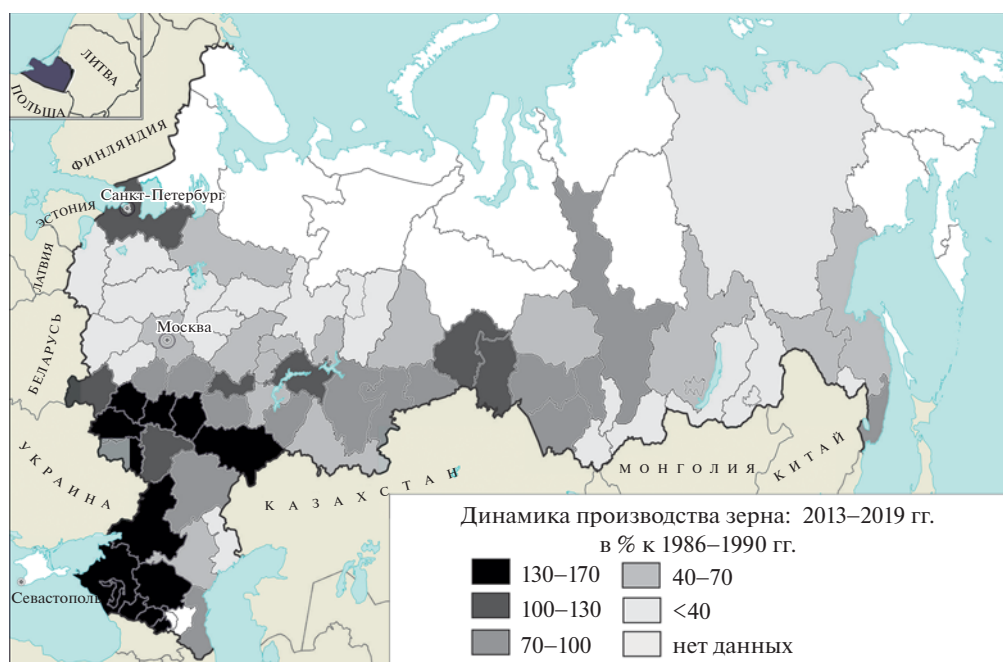 ЛИТВА
ПОЛЬША
ФИНЛЯНДИЯ
Санкт-Петербург
ЭСТОНИЯ
ЛАТВИЯ
Москва
БЕЛАРУСЬ
УКРАИНА
КАЗАХСТАН
МОНГОЛИЯ
КИТАЙ
Севастополь
Динамика производства зерна: 2013–2019 гг.
в % к 1986–1990 гг.
130–170
40–70
100–130
<40
70–100
нет данных